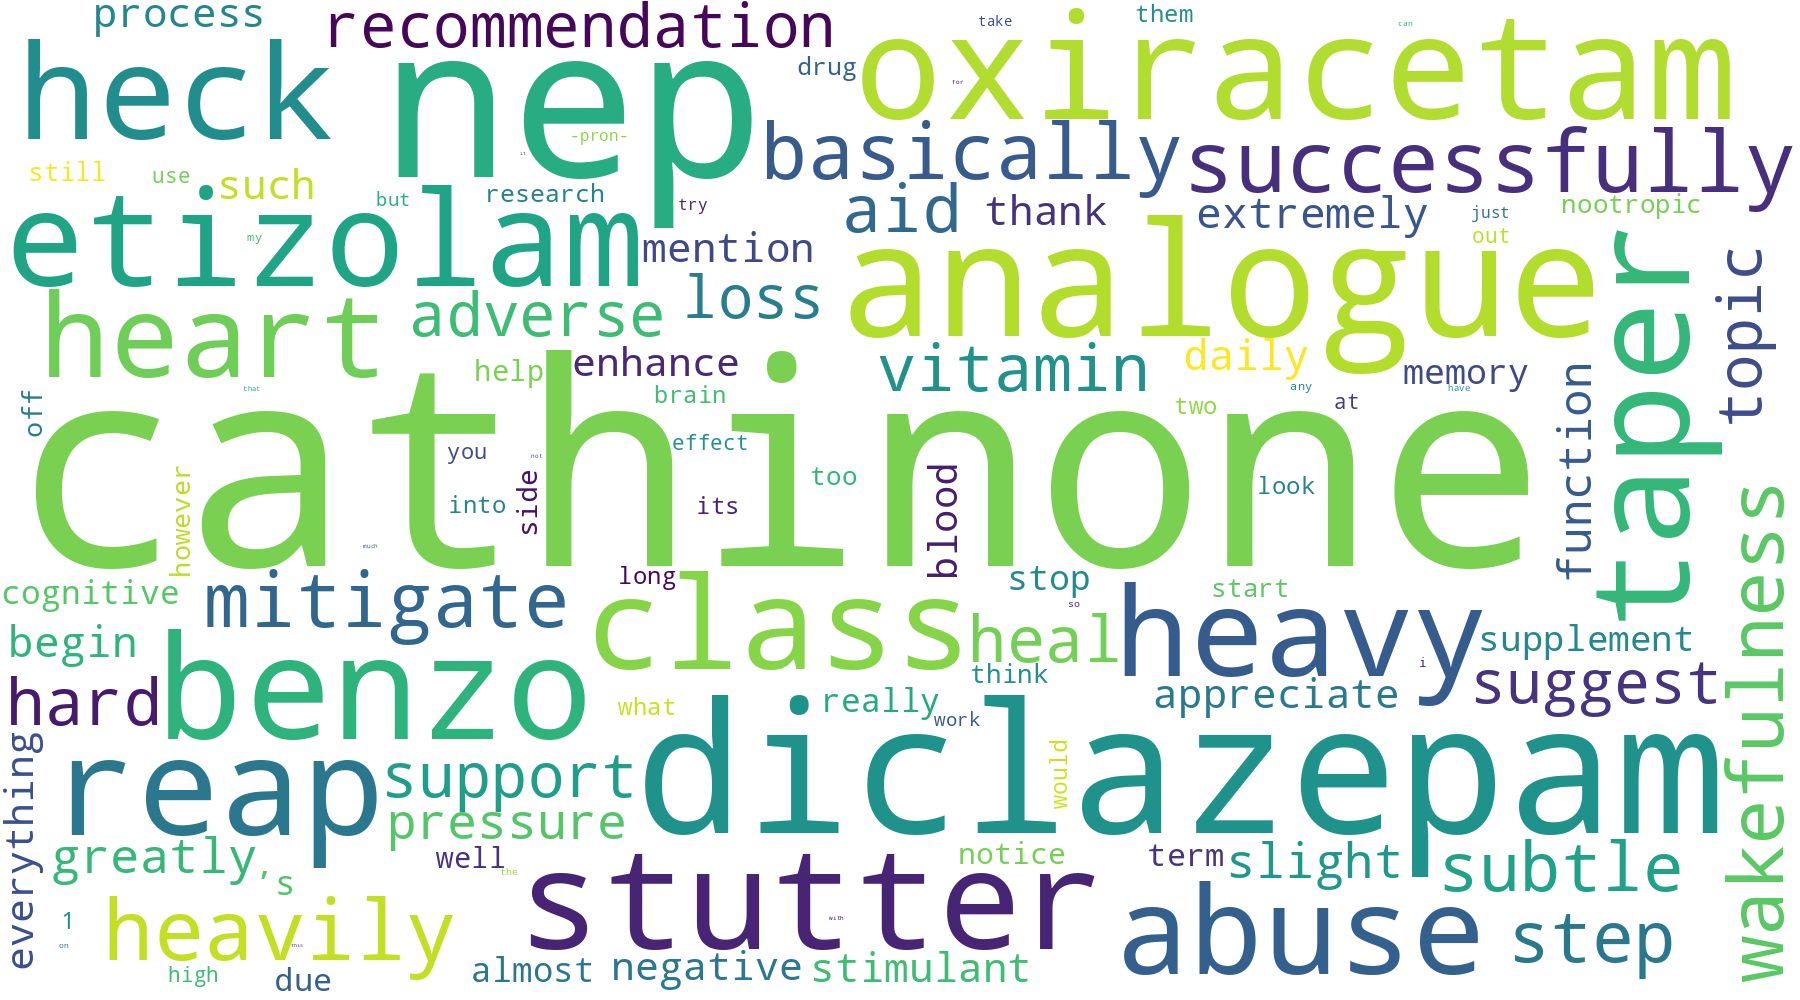 process
recommendation
take
them
can
heck
nep
drug
for
oxiracetam
-pron-
it
basically
successfully
still
use
such
but
research
try
aid
thank
extremely
just
nootropic
out
etizolam
my
mention
analogue
taper
topic
heart
adverse
loss
help
enhance
vitamin
daily
memory
off
that
brain
any
have
two
at
function
cathinone
you
effect
not
too
look
however
into
side
its
blood
much
wakefulness
cognitive
mitigate
long
class
stop
so
start
heavy
begin
benzo
heal
i
supplement
think
hard
what
really
work
appreciate
suggest
everything
reap
support
diclazepam
would
pressure
greatly
's
well
the
stutter
notice
term
slight
subtle
1
on
heavily
this
with
abuse
step
high
due
almost
negative
stimulant